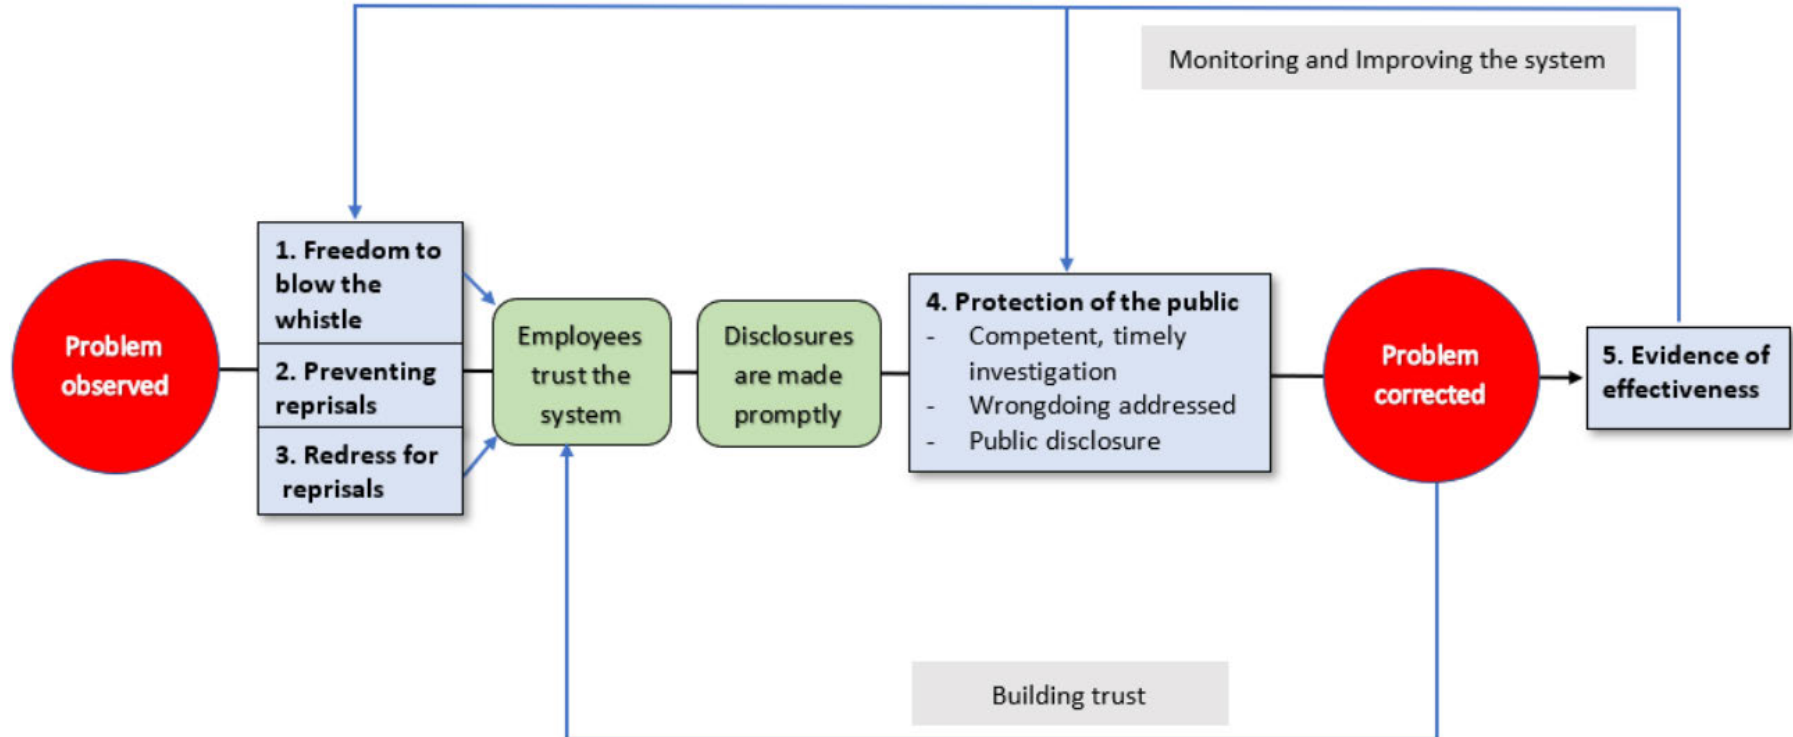 Monitoring and Improving the system
Problem
observed
1. Freedom to
blow the
whistle
2. Preventing
reprisals
3. Redress for
reprisals
Employees
trust the
system
Disclosures
are made
promptly
4. Protection of the public
- Competent, timely
investigation
- Wrongdoing addressed
- Public disclosure
Problem
corrected
5. Evidence of
effectiveness
Building trust